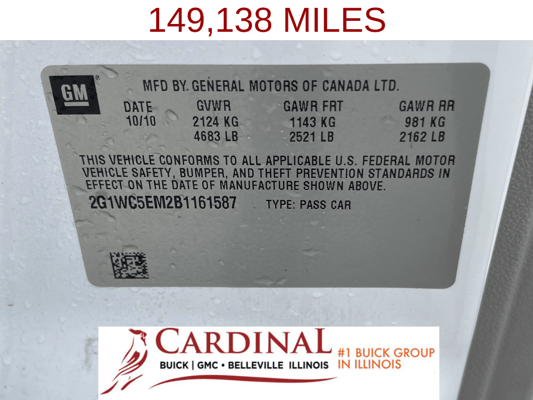 149,138 MILES
GM
MFD BY. GENERAL MOTORS OF CANADA LTD.
DATE GVWR GAWR FRT GAWR RR
10/10 2124 KG 1143 KG 981 KG
4683 LB 2521 LB 2162 LB
THIS VEHICLE CONFORMS TO ALL APPLICABLE U.S. FEDERAL MOTOR
VEHICLE SAFETY, BUMPER, AND THEFT PREVENTION STANDARDS IN
EFFECT ON THE DATE OF MANUFACTURE SHOWN ABOVE.
2G1WC5EM2B1161587 TYPE: PASS CAR
CARDINAL
BUICK | GMC • BELLEVILLE ILLINOIS
#1 BUICK GROUP
IN ILLINOIS